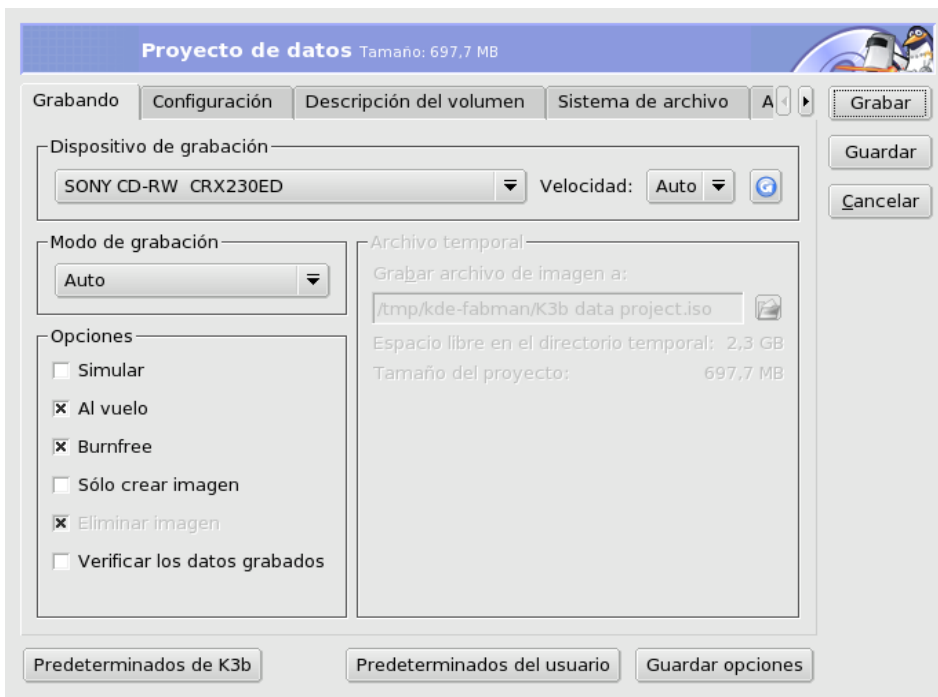 Proyecto de datos Tamaño: 697,7 MB
Grabando
Configuración
Descripción del volumen
Sistema de archivo
A
Grabar
Guardar
Cancelar
Dispositivo de grabación
SONY CD-RW CRX230ED
Velocidad: Auto
Modo de grabación
Auto
Opciones
Simular
Al vuelo
Burnfree
Sólo crear imagen
Eliminar imagen
Verificar los datos grabados
Archivo temporal
Grabar archivo de imagen a:
/tmp/kde-fabman/K3b data project.iso
Espacio libre en el directorio temporal: 2,3 GB
Tamaño del proyecto: 697,7 MB
Predeterminados de K3b
Predeterminados del usuario
Guardar opciones